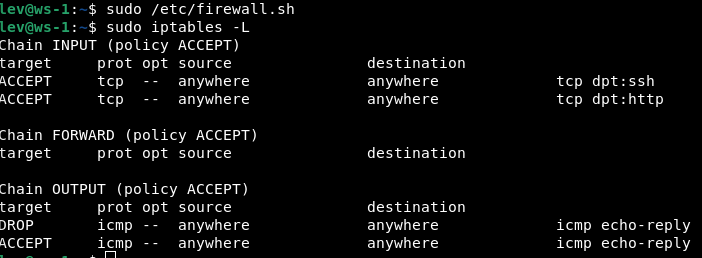 lev@ws-1:~$ sudo /etc/firewall.sh
lev@ws-1:~$ sudo iptables -L
Chain INPUT (policy ACCEPT)
target     prot opt source               destination
ACCEPT     tcp  --  anywhere             anywhere             tcp dpt:ssh
ACCEPT     tcp  --  anywhere             anywhere             tcp dpt:http

Chain FORWARD (policy ACCEPT)
target     prot opt source               destination

Chain OUTPUT (policy ACCEPT)
target     prot opt source               destination
DROP       icmp --  anywhere             anywhere             icmp echo-reply
ACCEPT     icmp --  anywhere             anywhere             icmp echo-reply
lev@ws-1:~$